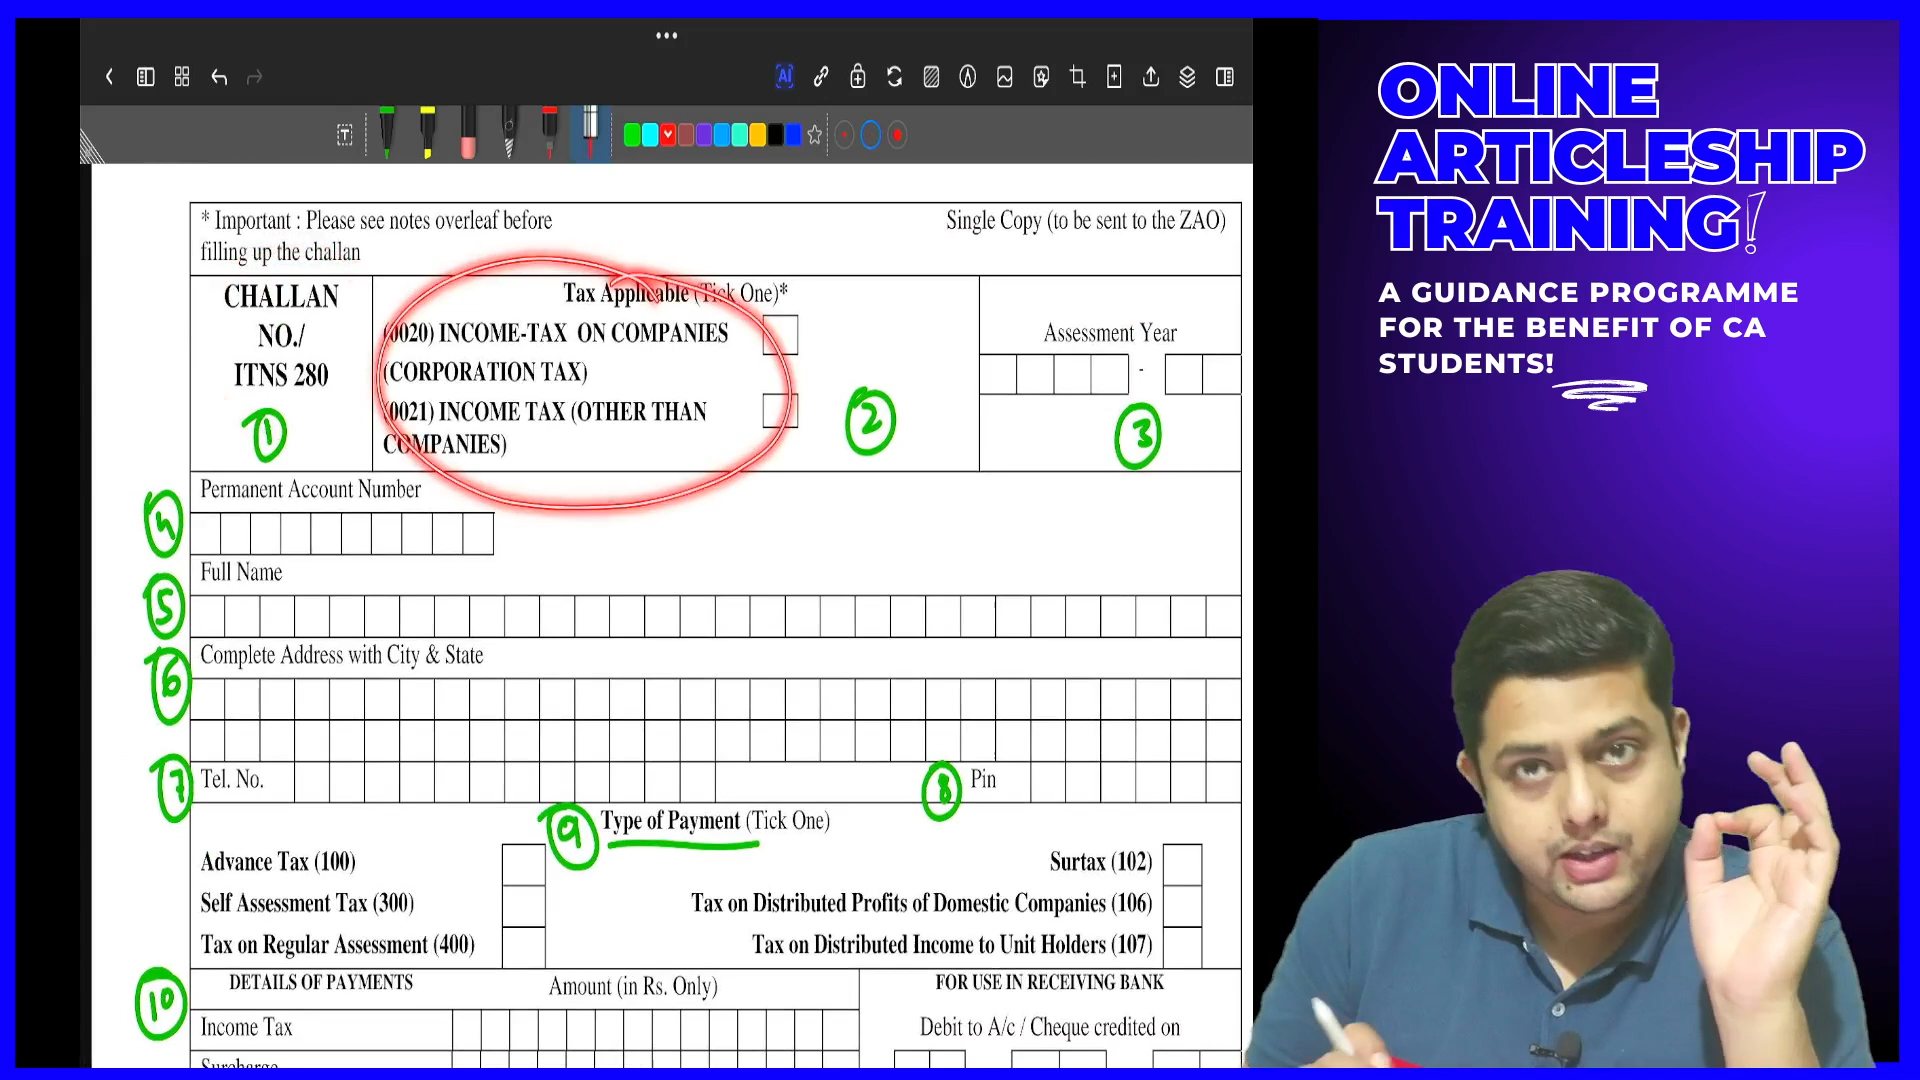 AI
T
* Important : Please see notes overleaf before
filling up the challan
Single Copy (to be sent to the ZAO)
CHALLAN
NO./
ITNS 280
1
Tax Applicable (Tick One)*
(0020) INCOME-TAX ON COMPANIES
(CORPORATION TAX)
(0021) INCOME TAX (OTHER THAN
COMPANIES)
2
Assessment Year
-
3
Permanent Account Number
4
Full Name
5
Complete Address with City & State
6
7 Tel. No.
8 Pin
9 Type of Payment (Tick One)
Advance Tax (100)
Surtax (102)
Self Assessment Tax (300)
Tax on Distributed Profits of Domestic Companies (106)
Tax on Regular Assessment (400)
Tax on Distributed Income to Unit Holders (107)
10
DETAILS OF PAYMENTS
Amount (in Rs. Only)
FOR USE IN RECEIVING BANK
Income Tax
Debit to A/c / Cheque credited on
Surcharge
ONLINE
ARTICLESHIP
TRAINING!
A GUIDANCE PROGRAMME
FOR THE BENEFIT OF CA
STUDENTS!